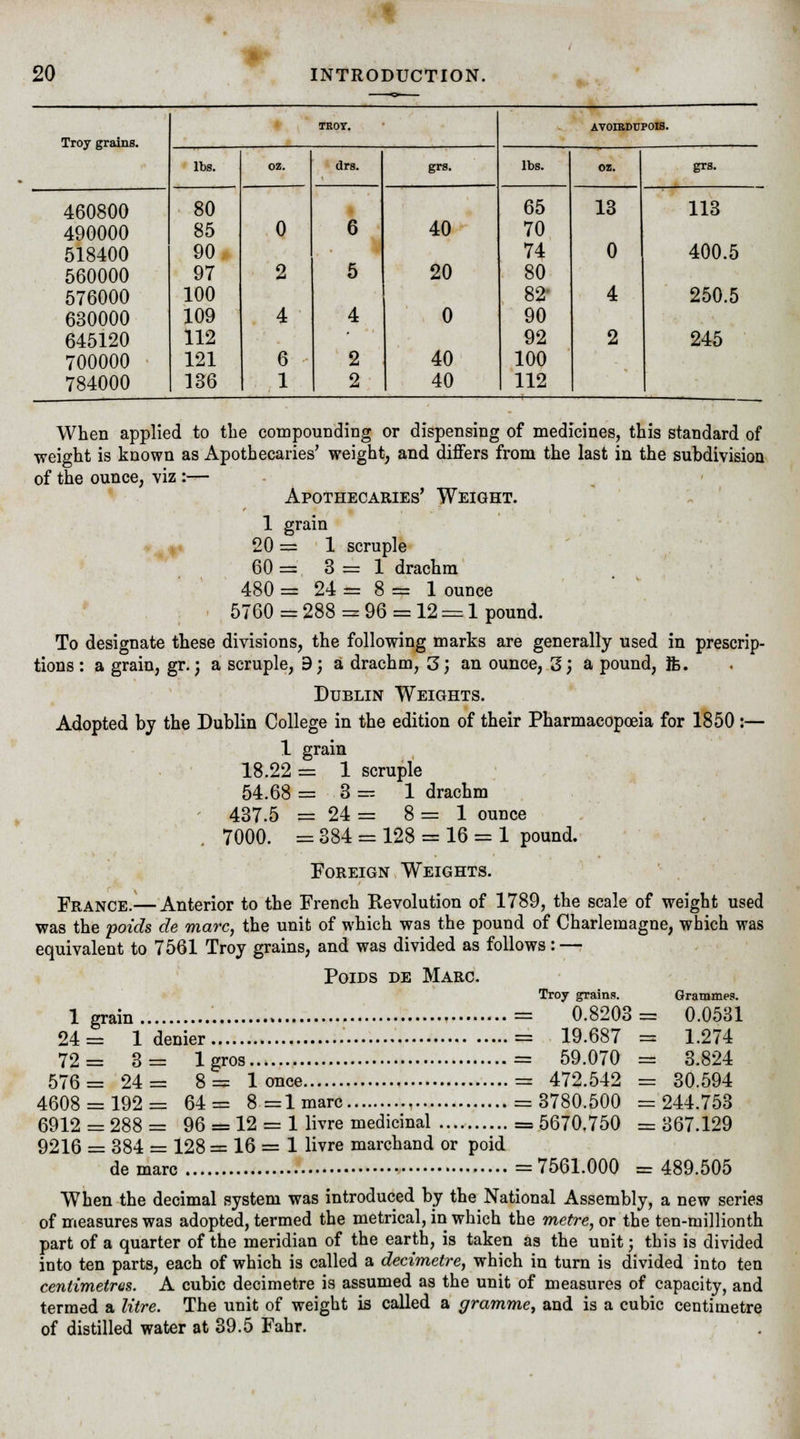 20 INTRODUCTION.
Troy grains. TROY. AVOIRDUPOIS.
lbs. oz. drs. grs. lbs. oz. grs.
460800 80 65 13 113
490000 85 0 6 40 70
518400 90 74 0 400.5
560000 97 2 5 20 80
576000 100 82 4 250.5
630000 109 4 4 0 90
645120 112 92 2 245
700000 121 6 2 40 100
784000 136 1 2 40 112
When applied to the compounding or dispensing of medicines, this standard of
weight is known as Apothecaries' weight, and differs from the last in the subdivision
of the ounce, viz :—
APOTHECARIES' WEIGHT.
1 grain
20 = 1 scruple
60 = 3 = 1 drachm
480 = 24 = 8 = 1 ounce
5760 = 288 = 96 = 12 = 1 pound.
To designate these divisions, the following marks are generally used in prescrip-
tions : a grain, gr. ; a scruple, ℈ ; a drachm, ʒ ; an ounce, ℥ ; a pound, ℔.
DUBLIN WEIGHTS.
Adopted by the Dublin College in the edition of their Pharmacopœia for 1850 :—
1 grain
18.22 = 1 scruple
54.68 = 3 = 1 drachm
437.5 = 24 = 8 = 1 ounce
7000. = 384 = 128 = 16 = 1 pound.
FOREIGN WEIGHTS.
FRANCE.—Anterior to the French Revolution of 1789, the scale of weight used
was the poids de marc, the unit of which was the pound of Charlemagne, which was
equivalent to 7561 Troy grains, and was divided as follows : —
POIDS DE MARC.
Troy grains. Grammes.
1 grain ........ = 0.8203 = 0.0531
24 = 1 denier ........ = 19.687 = 1.274
72 = 3 = 1 gros ........ = 59.070 = 3.824
576 = 24 = 8 = 1 once ........ = 472.542 = 30.594
4608 = 192 = 64 = 8 = 1 marc ........ = 3780.500 = 244.753
6912 = 288 = 96 = 12 = 1 livre medicinal ........ = 5670.750 = 367.129
9216 = 384 = 128 = 16 = 1 livre marchand or poid
de marc ........ = 7561.000 = 489.505
When the decimal system was introduced by the National Assembly, a new series
of measures was adopted, termed the metrical, in which the metre, or the ten-millionth
part of a quarter of the meridian of the earth, is taken as the unit ; this is divided
into ten parts, each of which is called a decimetre, which in turn is divided into ten
centimetres. A cubic decimetre is assumed as the unit of measures of capacity, and
termed a litre. The unit of weight is called a gramme, and is a cubic centimetre
of distilled water at 39.5 Fahr.